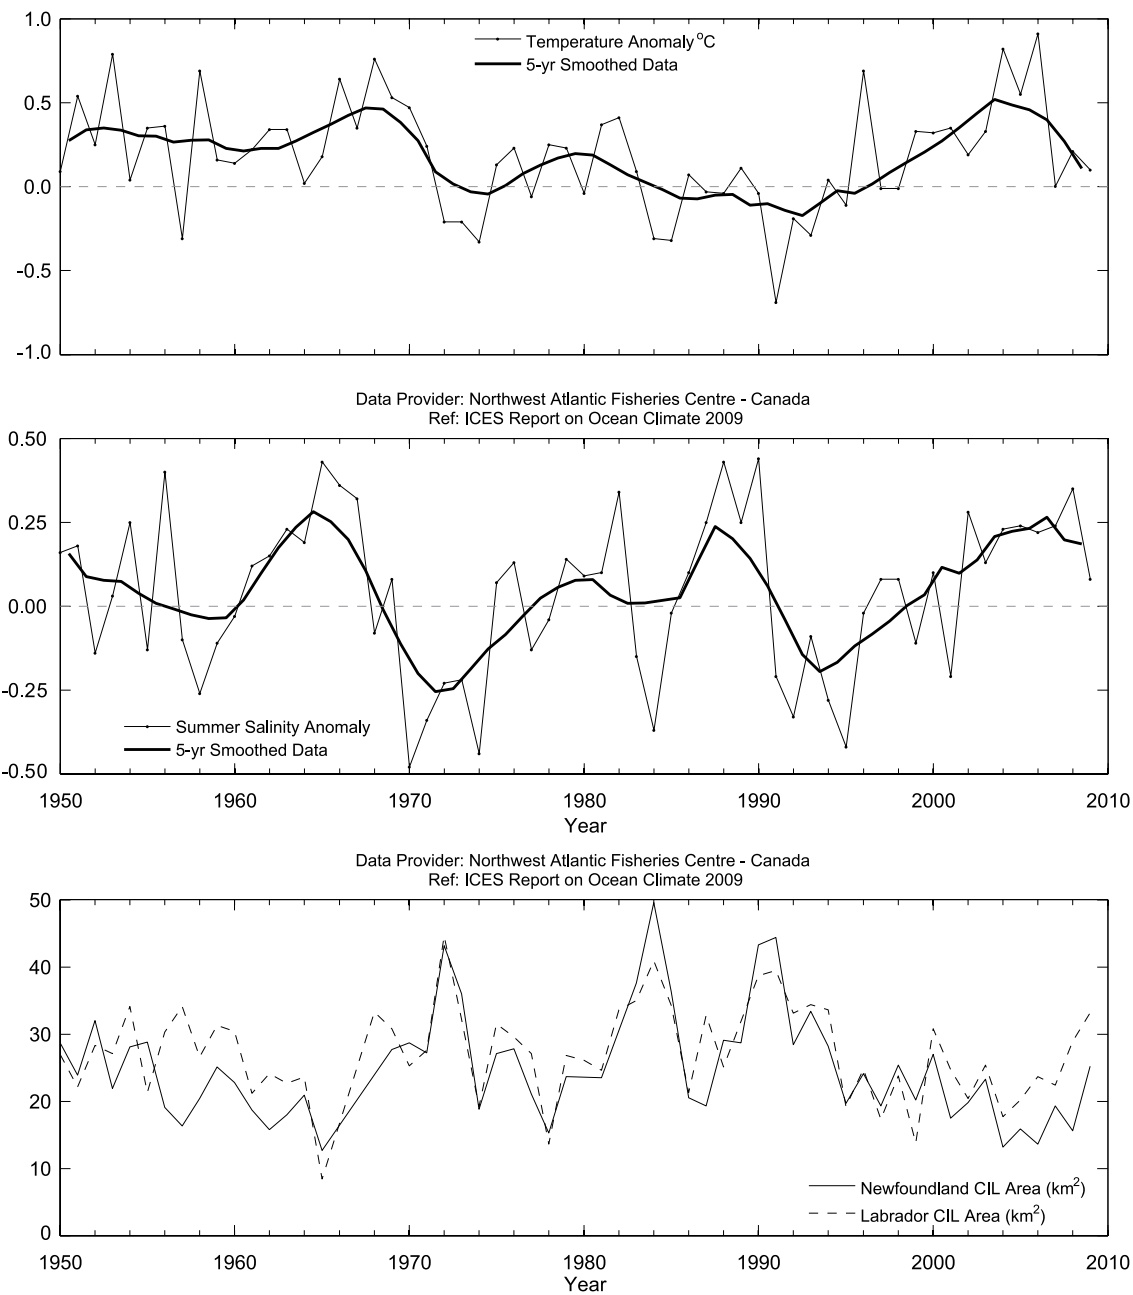 1.0
Temperature Anomaly °C
5-yr Smoothed Data
0.5
0.0
-0.5
-1.0
Data Provider: Northwest Atlantic Fisheries Centre - Canada
Ref: ICES Report on Ocean Climate 2009
0.50
0.25
0.00
-0.25
Summer Salinity Anomaly
5-yr Smoothed Data
-0.50
1950 1960 1970 1980 1990 2000 2010
Year
Data Provider: Northwest Atlantic Fisheries Centre - Canada
Ref: ICES Report on Ocean Climate 2009
50
40
30
20
10
Newfoundland CIL Area (km²)
Labrador CIL Area (km²)
0
1950 1960 1970 1980 1990 2000 2010
Year